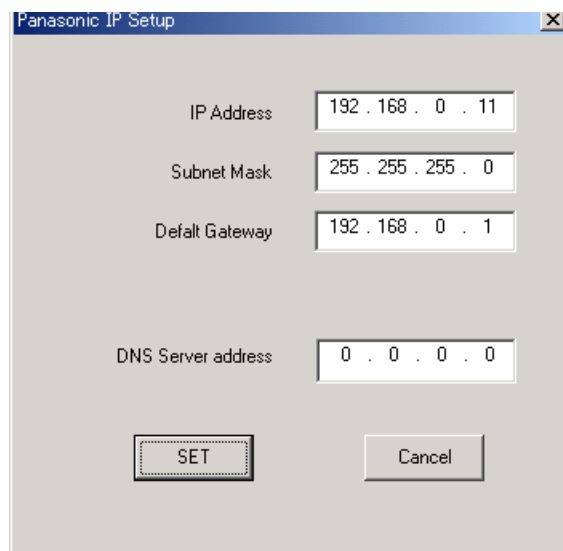 Panasonic IP Setup
IP Address 192 . 168 . 0 . 11
Subnet Mask 255 . 255 . 255 . 0
Defalt Gateway 192 . 168 . 0 . 1
DNS Server address 0 . 0 . 0 . 0
SET Cancel